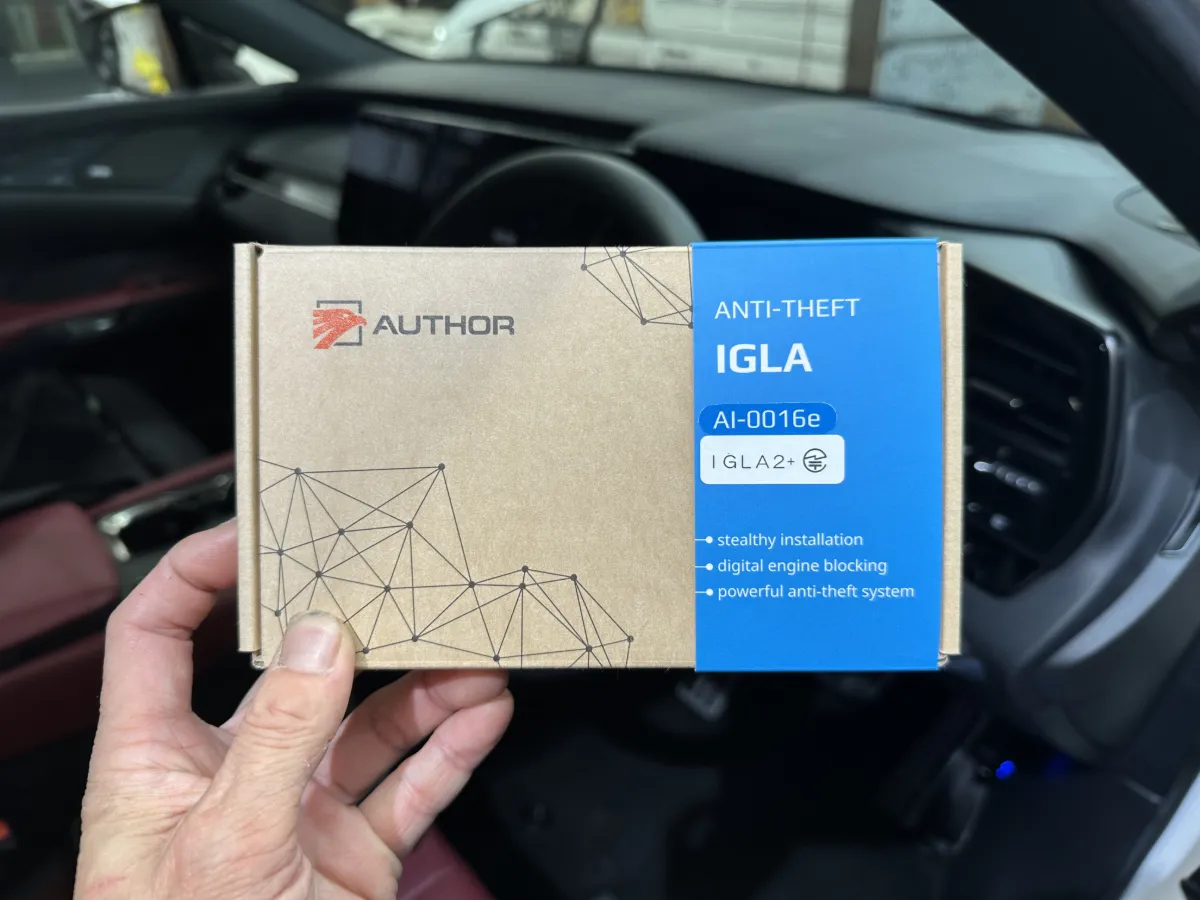 AUTHOR
ANTI-THEFT
IGLA
AI-0016e
IGLA2+
stealthy installation
digital engine blocking
powerful anti-theft system